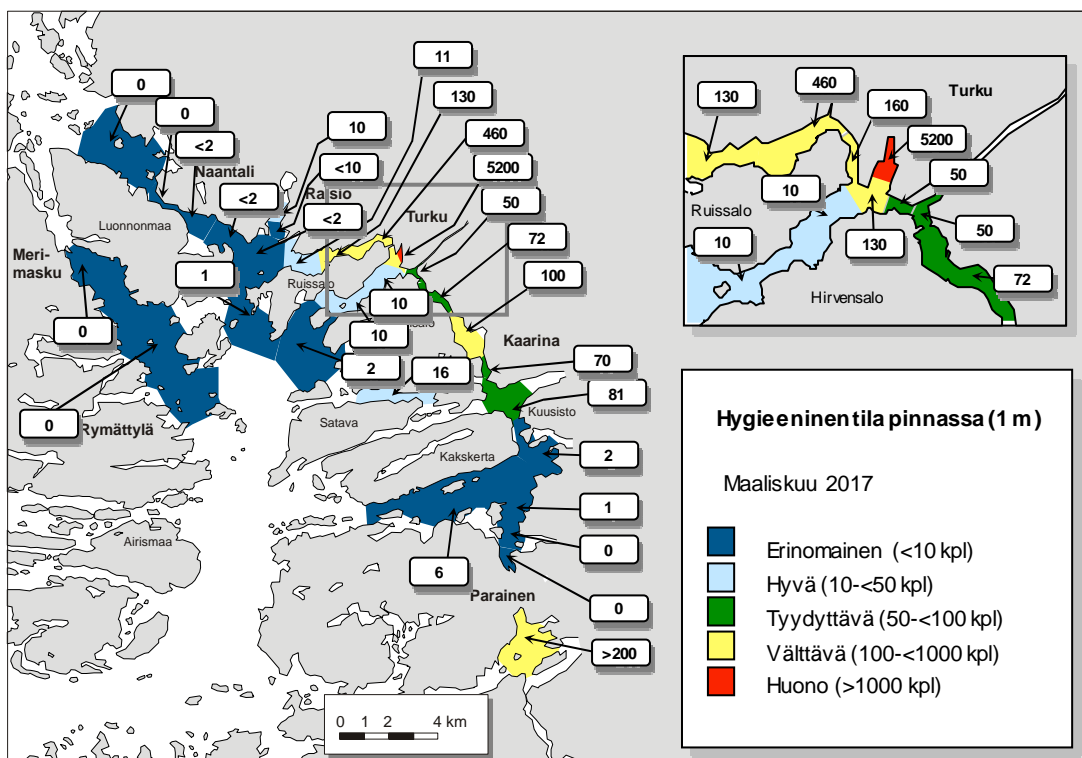 0
0
<2
Naantali
<2
11
130
10
460
<10
5200
Raisio
<2
50
Turku
72
Luonnonmaa
Meri-
masku
1
Ruissalo
100
10
10
0
Kaarina
70
2
16
81
0
Rymättylä
Satava
Kuusisto
Kakskerta
2
1
Airismaa
0
6
Parainen
0
>200
0 1 2 4 km
460
130
160
Turku
5200
10
50
Ruissalo
50
10
130
72
Hirvensalo
Hygieeninen tila pinnassa (1 m)
Maaliskuu 2017
Erinomainen (<10 kpl)
Hyvä (10-<50 kpl)
Tyydyttävä (50-<100 kpl)
Välttävä (100-<1000 kpl)
Huono (>1000 kpl)